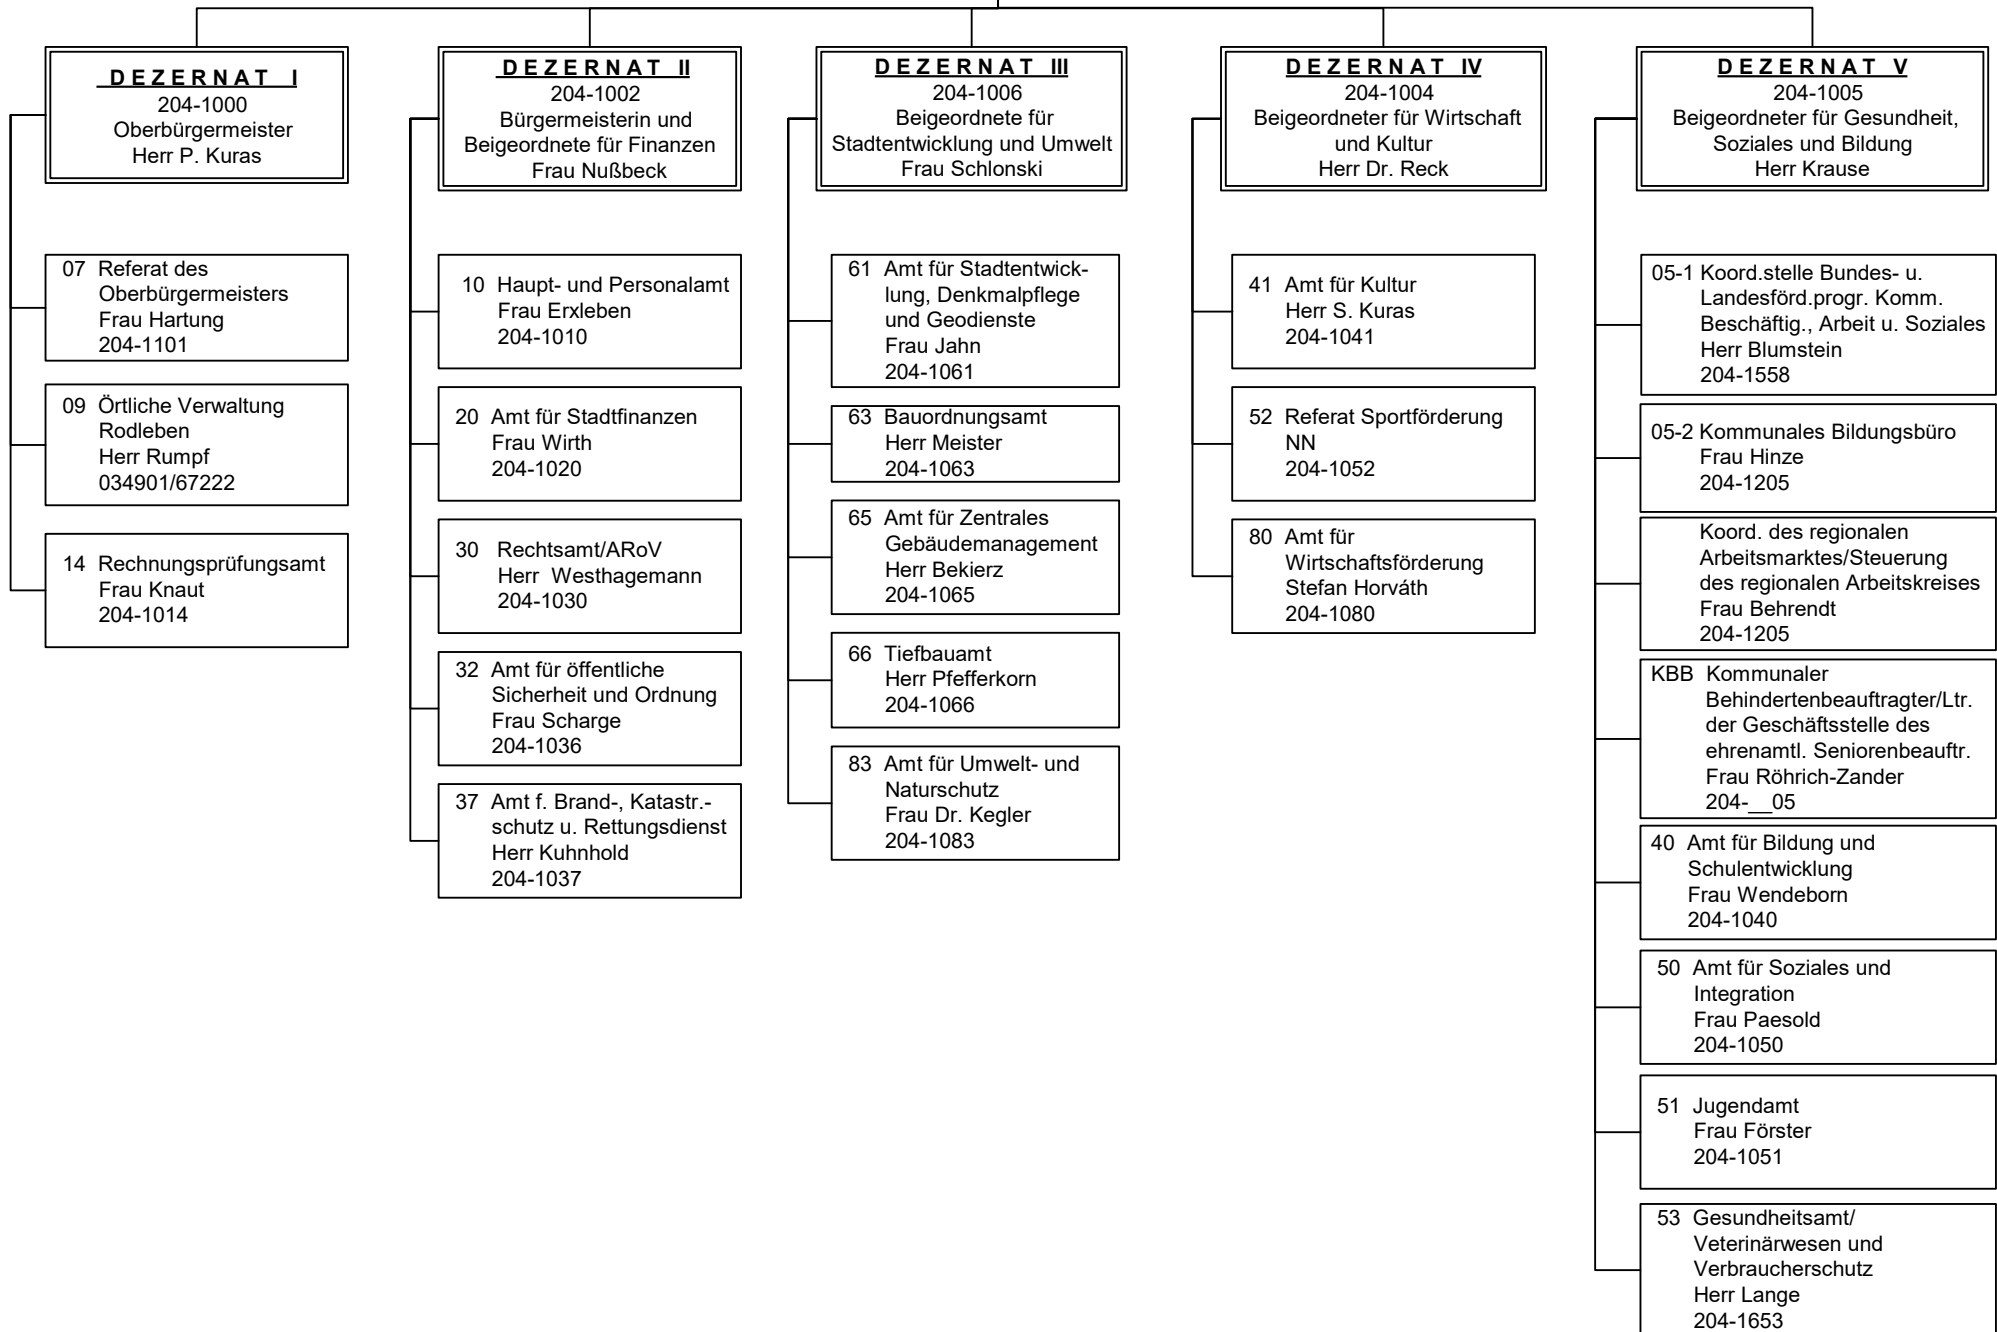 DEZERNAT I
204-1000
Oberbürgermeister
Herr P. Kuras
07 Referat des
Oberbürgermeisters
Frau Hartung
204-1101
09 Örtliche Verwaltung
Rodleben
Herr Rumpf
034901/67222
14 Rechnungsprüfungsamt
Frau Knaut
204-1014
DEZERNAT II
204-1002
Bürgermeisterin und
Beigeordnete für Finanzen
Frau Nußbeck
10 Haupt- und Personalamt
Frau Erxleben
204-1010
20 Amt für Stadtfinanzen
Frau Wirth
204-1020
30 Rechtsamt/ARoV
Herr Westhagemann
204-1030
32 Amt für öffentliche
Sicherheit und Ordnung
Frau Scharge
204-1036
37 Amt f. Brand-, Katastr.-
schutz u. Rettungsdienst
Herr Kuhnhold
204-1037
DEZERNAT III
204-1006
Beigeordnete für
Stadtentwicklung und Umwelt
Frau Schlonski
61 Amt für Stadtentwick-
lung, Denkmalpflege
und Geodienste
Frau Jahn
204-1061
63 Bauordnungsamt
Herr Meister
204-1063
65 Amt für Zentrales
Gebäudemanagement
Herr Bekierz
204-1065
66 Tiefbauamt
Herr Pfefferkorn
204-1066
83 Amt für Umwelt- und
Naturschutz
Frau Dr. Kegler
204-1083
DEZERNAT IV
204-1004
Beigeordneter für Wirtschaft
und Kultur
Herr Dr. Reck
41 Amt für Kultur
Herr S. Kuras
204-1041
52 Referat Sportförderung
NN
204-1052
80 Amt für
Wirtschaftsförderung
Stefan Horváth
204-1080
DEZERNAT V
204-1005
Beigeordneter für Gesundheit,
Soziales und Bildung
Herr Krause
05-1 Koord.stelle Bundes- u.
Landesförd.progr. Komm.
Beschäftig., Arbeit u. Soziales
Herr Blumstein
204-1558
05-2 Kommunales Bildungsbüro
Frau Hinze
204-1205
Koord. des regionalen
Arbeitsmarktes/Steuerung
des regionalen Arbeitskreises
Frau Behrendt
204-1205
KBB Kommunaler
Behindertenbeauftragter/Ltr.
der Geschäftsstelle des
ehrenamtl. Seniorenbeauftr.
Frau Röhrich-Zander
204-__05
40 Amt für Bildung und
Schulentwicklung
Frau Wendeborn
204-1040
50 Amt für Soziales und
Integration
Frau Paesold
204-1050
51 Jugendamt
Frau Förster
204-1051
53 Gesundheitsamt/
Veterinärwesen und
Verbraucherschutz
Herr Lange
204-1653